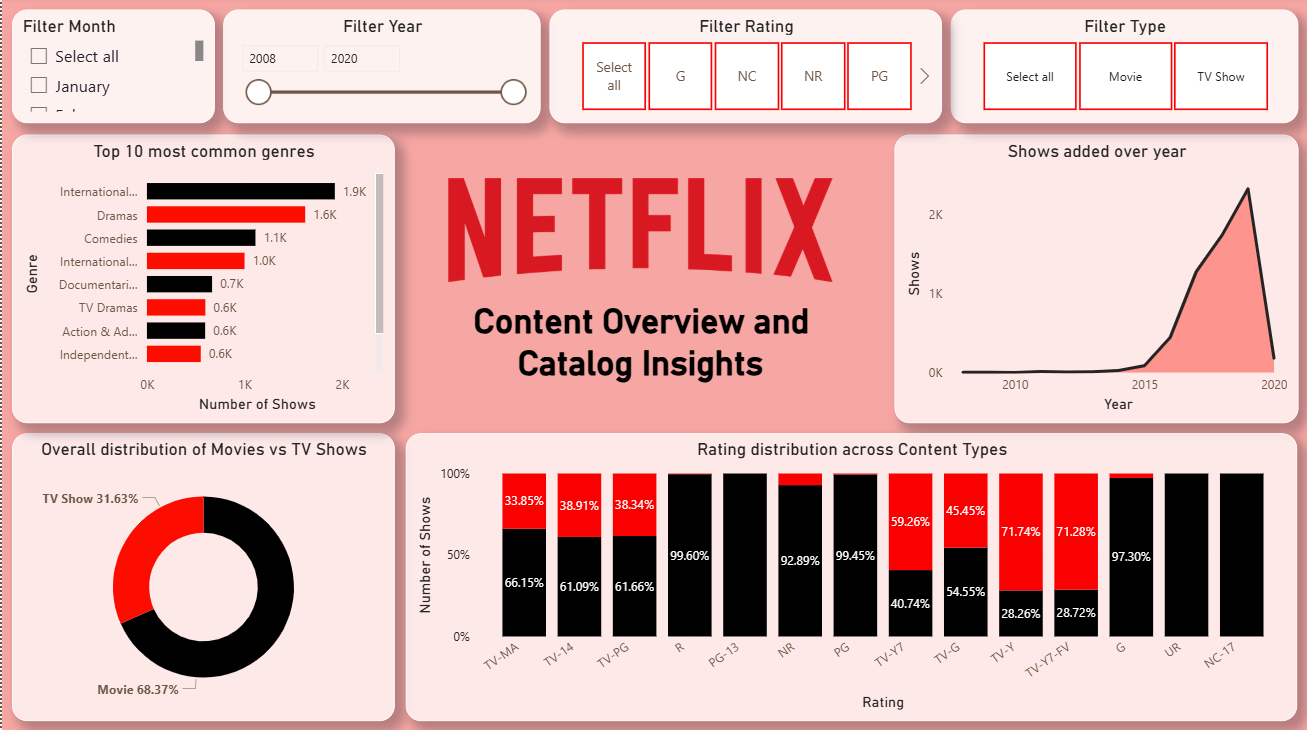 Filter Month
Select all
January
Filter Year
2008
2020
Filter Rating
Select
all
G
NC
NR
PG
Filter Type
Select all
Movie
TV Show
Top 10 most common genres
Genre
International...
1.9K
Dramas
1.6K
Comedies
1.1K
International...
1.0K
Documentari...
0.7K
TV Dramas
0.6K
Action & Ad...
0.6K
Independent...
0.6K
0K
1K
2K
Number of Shows
NETFLIX
Content Overview and
Catalog Insights
Shows added over year
Shows
2K
1K
0K
2010
2015
2020
Year
Overall distribution of Movies vs TV Shows
TV Show 31.63%
Movie 68.37%
Rating distribution across Content Types
Number of Shows
100%
50%
0%
33.85%
66.15%
38.91%
61.09%
38.34%
61.66%
99.60%
92.89%
99.45%
59.26%
40.74%
45.45%
54.55%
71.74%
28.26%
71.28%
28.72%
97.30%
TV-MA
TV-14
TV-PG
R
PG-13
NR
PG
TV-Y7
TV-G
TV-Y
TV-Y7-FV
G
UR
NC-17
Rating